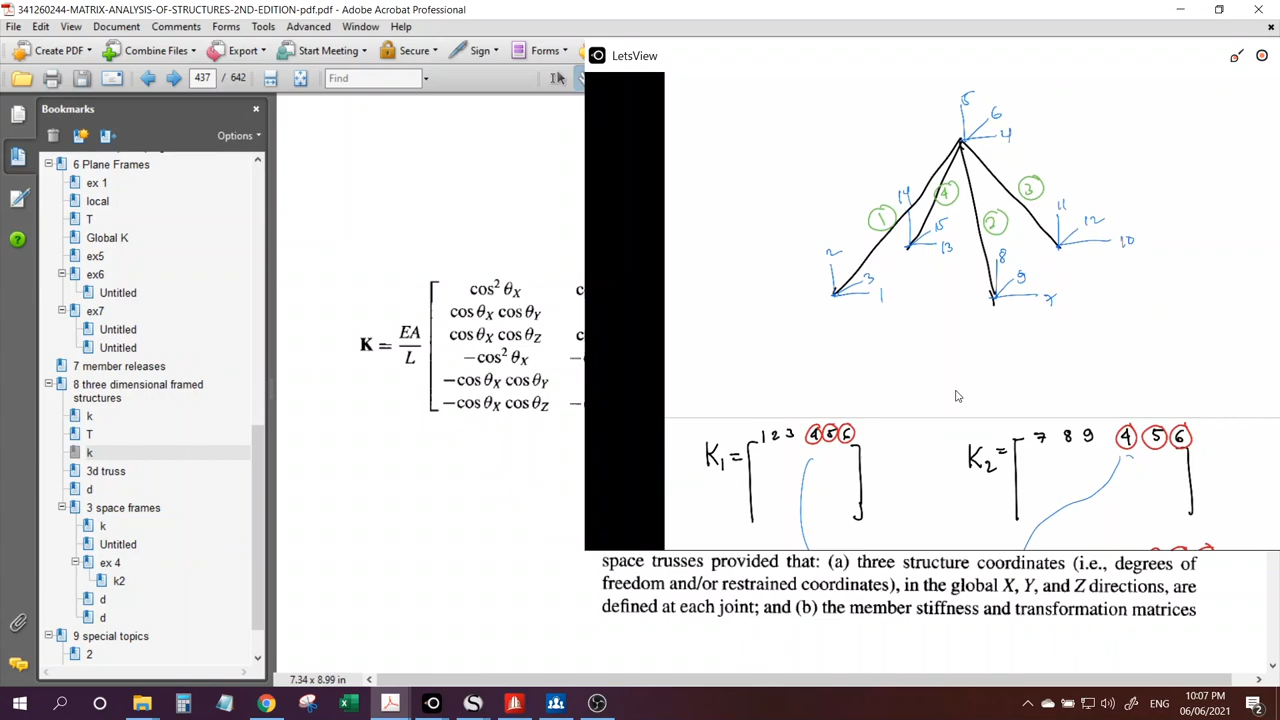 341260244-MATRIX-ANALYSIS-OF-STRUCTURES-2ND-EDITION-pdf.pdf - Adobe Acrobat Professional
File Edit View Document Comments Forms Tools Advanced Window Help
Create PDF Combine Files Export Start Meeting Secure Sign Forms
LetsView
437 / 642 Find
Bookmarks
Options
6 Plane Frames
ex 1
local
T
Global K
ex5
ex6
Untitled
ex7
Untitled
Untitled
7 member releases
8 three dimensional framed
structures
k
T
k
3d truss
d
3 space frames
k
Untitled
ex 4
k2
d
d
9 special topics
2
K = EA/L
cos² θX c
cos θX cos θY
cos θX cos θZ c
−cos² θX −c
−cos θX cos θY
−cos θX cos θZ −
5
6
4
14
4
3
1
15
13
2
11
12
10
2
3
1
8
9
7
K1 = [ 1 2 3 4 5 6 ]
K2 = [ 7 8 9 4 5 6 ]
space trusses provided that: (a) three structure coordinates (i.e., degrees of
freedom and/or restrained coordinates), in the global X, Y, and Z directions, are
defined at each joint; and (b) the member stiffness and transformation matrices
7.34 x 8.99 in
10:07 PM
06/06/2021
2